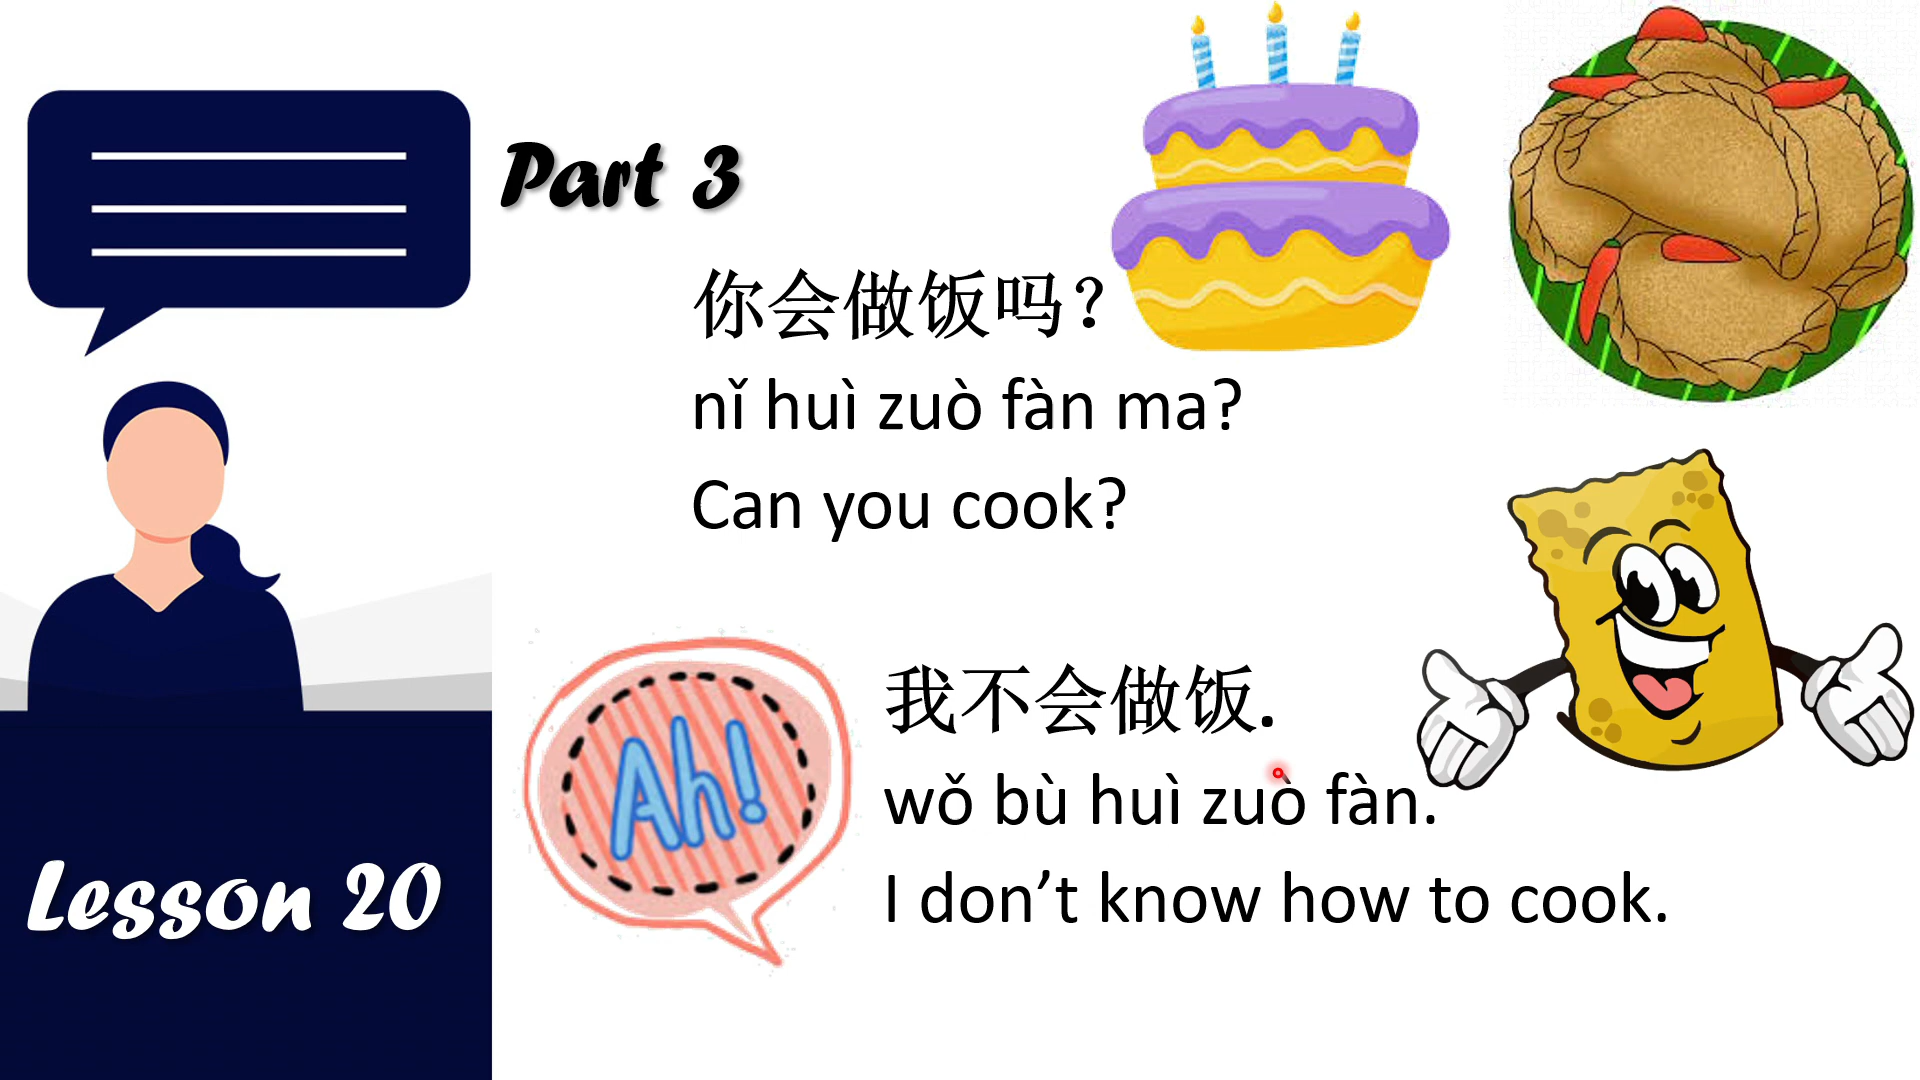 Part 3
你会做饭吗？
nǐ huì zuò fàn ma?
Can you cook?
Ah!
我不会做饭.
wǒ bù huì zuò fàn.
I don’t know how to cook.
Lesson 20